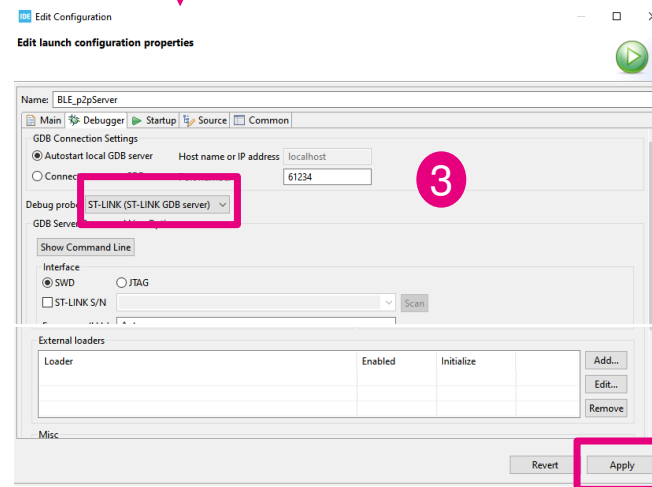 IDE Edit Configuration
Edit launch configuration properties
Name: BLE_p2pServer
Main Debugger Startup Source Common
GDB Connection Settings
Autostart local GDB server Host name or IP address localhost
61234
3
ST-LINK (ST-LINK GDB server)
GDB Server
Show Command Line
Interface
SWD JTAG
ST-LINK S/N Scan
External loaders
Loader Enabled Initialize Add...
Edit...
Remove
Misc
Revert Apply